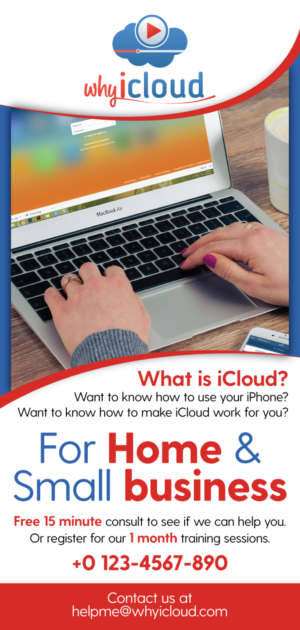 whyicloud
MacBook Air
What is iCloud?
Want to know how to use your iPhone?
Want to know how to make iCloud work for you?
For Home &
Small business
Free 15 minute consult to see if we can help you.
Or register for our 1 month training sessions.
+0 123-4567-890
Contact us at
helpme@whyicloud.com